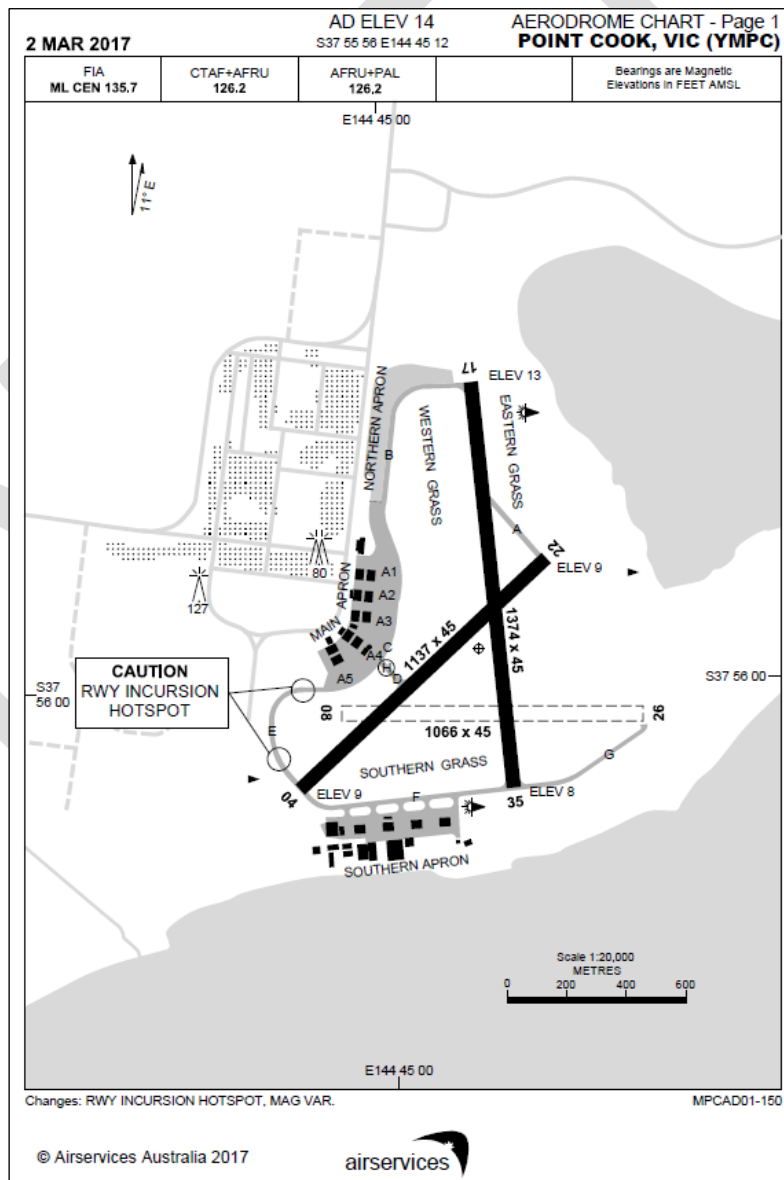 AD ELEV 14
AERODROME CHART - Page 1
2 MAR 2017
S37 55 56 E144 45 12
POINT COOK, VIC (YMPC)
FIA
ML CEN 135.7
CTAF+AFRU
126.2
AFRU+PAL
126.2
Bearings are Magnetic
Elevations in FEET AMSL
E144 45 00
11° E
17
ELEV 13
NORTHERN APRON
WESTERN GRASS
EASTERN GRASS
B
A
22
ELEV 9
80
127
A1
A2
A3
MAIN APRON
C
A4
H
D
A5
1137 x 45
1374 x 45
CAUTION
RWY INCURSION
HOTSPOT
S37
56 00
S37 56 00
08
26
1066 x 45
E
G
SOUTHERN GRASS
04
ELEV 9
F
35
ELEV 8
SOUTHERN APRON
Scale 1:20,000
METRES
0 200 400 600
E144 45 00
Changes: RWY INCURSION HOTSPOT, MAG VAR.
MPCAD01-150
© Airservices Australia 2017
airservices